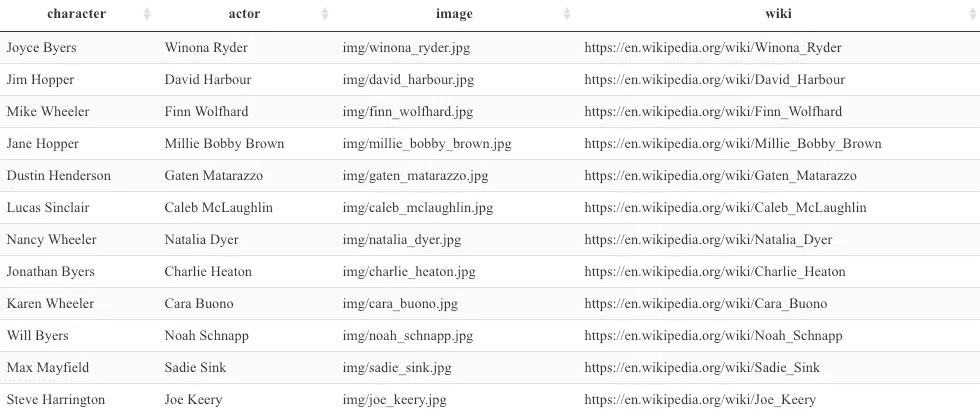 character actor image wiki
Joyce Byers Winona Ryder img/winona_ryder.jpg https://en.wikipedia.org/wiki/Winona_Ryder
Jim Hopper David Harbour img/david_harbour.jpg https://en.wikipedia.org/wiki/David_Harbour
Mike Wheeler Finn Wolfhard img/finn_wolfhard.jpg https://en.wikipedia.org/wiki/Finn_Wolfhard
Jane Hopper Millie Bobby Brown img/millie_bobby_brown.jpg https://en.wikipedia.org/wiki/Millie_Bobby_Brown
Dustin Henderson Gaten Matarazzo img/gaten_matarazzo.jpg https://en.wikipedia.org/wiki/Gaten_Matarazzo
Lucas Sinclair Caleb McLaughlin img/caleb_mclaughlin.jpg https://en.wikipedia.org/wiki/Caleb_McLaughlin
Nancy Wheeler Natalia Dyer img/natalia_dyer.jpg https://en.wikipedia.org/wiki/Natalia_Dyer
Jonathan Byers Charlie Heaton img/charlie_heaton.jpg https://en.wikipedia.org/wiki/Charlie_Heaton
Karen Wheeler Cara Buono img/cara_buono.jpg https://en.wikipedia.org/wiki/Cara_Buono
Will Byers Noah Schnapp img/noah_schnapp.jpg https://en.wikipedia.org/wiki/Noah_Schnapp
Max Mayfield Sadie Sink img/sadie_sink.jpg https://en.wikipedia.org/wiki/Sadie_Sink
Steve Harrington Joe Keery img/joe_keery.jpg https://en.wikipedia.org/wiki/Joe_Keery